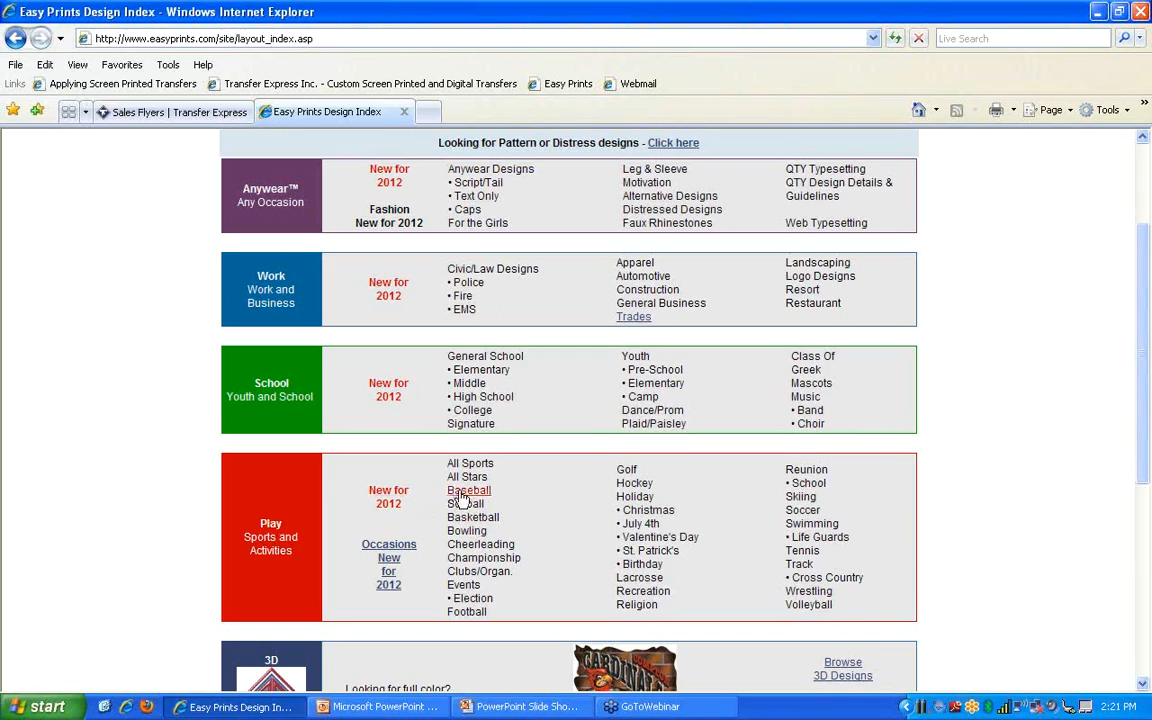 Easy Prints Design Index - Windows Internet Explorer
http://www.easyprints.com/site/layout_index.asp
Live Search
File Edit View Favorites Tools Help
Links Applying Screen Printed Transfers Transfer Express Inc. - Custom Screen Printed and Digital Transfers Easy Prints Webmail
Sales Flyers | Transfer Express Easy Prints Design Index Page Tools
Looking for Pattern or Distress designs - Click here
Anywear™
Any Occasion
New for
2012
Fashion
New for 2012
Anywear Designs
• Script/Tail
• Text Only
• Caps
For the Girls
Leg & Sleeve
Motivation
Alternative Designs
Distressed Designs
Faux Rhinestones
QTY Typesetting
QTY Design Details &
Guidelines
Web Typesetting
Work
Work and
Business
New for
2012
Civic/Law Designs
• Police
• Fire
• EMS
Apparel
Automotive
Construction
General Business
Trades
Landscaping
Logo Designs
Resort
Restaurant
School
Youth and School
New for
2012
General School
• Elementary
• Middle
• High School
• College
Signature
Youth
• Pre-School
• Elementary
• Camp
Dance/Prom
Plaid/Paisley
Class Of
Greek
Mascots
Music
• Band
• Choir
Play
Sports and
Activities
New for
2012
Occasions
New
for
2012
All Sports
All Stars
Baseball
Basketball
Bowling
Cheerleading
Championship
Clubs/Organ.
Events
• Election
Football
Golf
Hockey
Holiday
• Christmas
• July 4th
• Valentine's Day
• St. Patrick's
• Birthday
Lacrosse
Recreation
Religion
Reunion
• School
Skiing
Soccer
Swimming
• Life Guards
Tennis
Track
• Cross Country
Wrestling
Volleyball
3D
Looking for full color?
CARDINALS
Browse
3D Designs
start Easy Prints Design In... Microsoft PowerPoint ... PowerPoint Slide Sho... GoToWebinar 2:21 PM